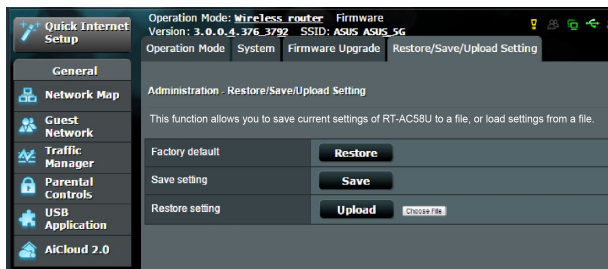 Quick Internet
Setup
Operation Mode: Wireless router Firmware
Version: 3.0.0.4.376_3792 SSID: ASUS ASUS_5G
Operation Mode System Firmware Upgrade Restore/Save/Upload Setting
General
Network Map
Guest
Network
Traffic
Manager
Parental
Controls
USB
Application
AiCloud 2.0
Administration - Restore/Save/Upload Setting
This function allows you to save current settings of RT-AC58U to a file, or load settings from a file.
Factory default Restore
Save setting Save
Restore setting Upload Choose File